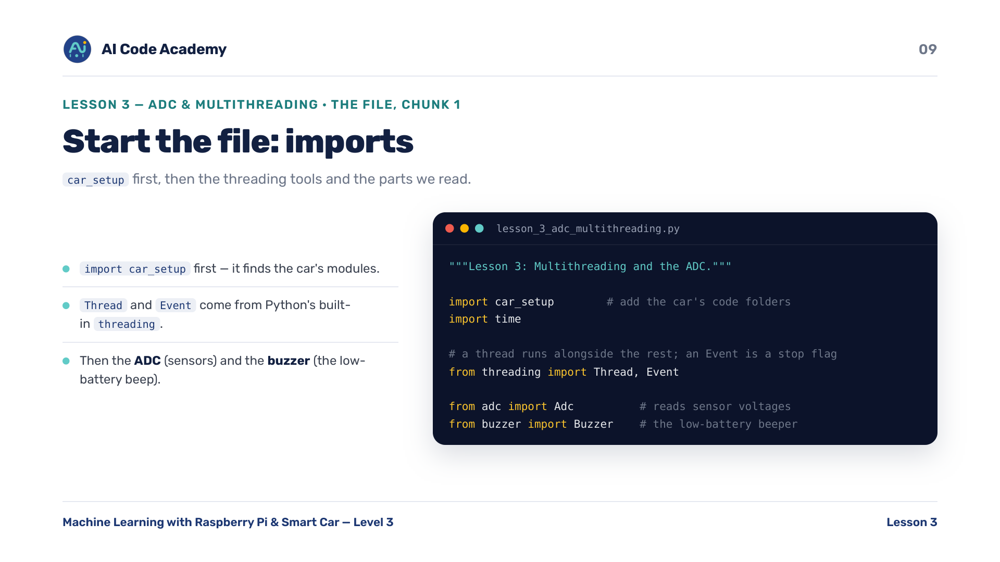 AI Code Academy
09
LESSON 3 — ADC & MULTITHREADING • THE FILE, CHUNK 1
Start the file: imports
car_setup first, then the threading tools and the parts we read.
import car_setup first — it finds the car's modules.
Thread and Event come from Python's built-
in threading.
Then the ADC (sensors) and the buzzer (the low-
battery beep).
lesson_3_adc_multithreading.py
"""Lesson 3: Multithreading and the ADC."""
import car_setup        # add the car's code folders
import time
# a thread runs alongside the rest; an Event is a stop flag
from threading import Thread, Event
from adc import Adc          # reads sensor voltages
from buzzer import Buzzer    # the low-battery beeper
Machine Learning with Raspberry Pi & Smart Car — Level 3
Lesson 3